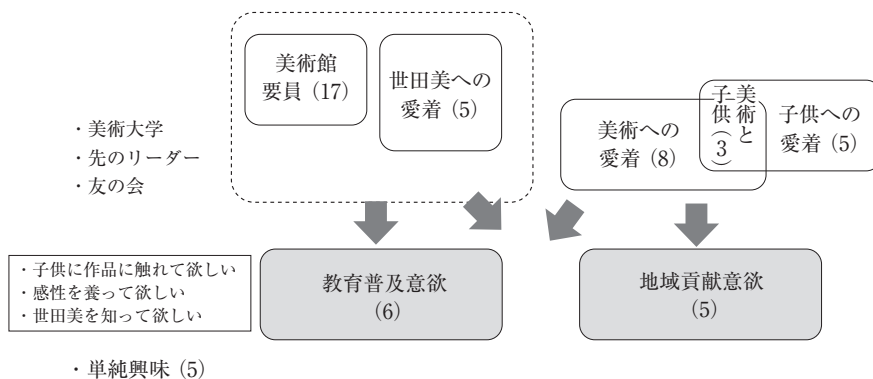 美術館
要員 (17)
世田美への
愛着 (5)
・美術大学
・先のリーダー
・友の会
美術への
愛着 (8)
美術と
子供(3)
子供への
愛着 (5)
・子供に作品に触れて欲しい
・感性を養って欲しい
・世田美を知って欲しい
教育普及意欲
(6)
地域貢献意欲
(5)
・単純興味 (5)